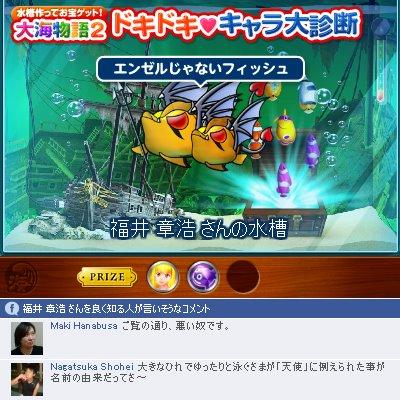 水槽作ってお宝ゲット!
大海物語2
ドキドキ♥キャラ大診断
エンゼルじゃないフィッシュ
福井 章浩 さんの水槽
PRIZE
福井 章浩 さんを良く知る人が言いそうなコメント
Maki Hanabusa ご覧の通り、悪い奴です。
Nagatsuka Shohei 大きなひれでゆったりと泳ぐさまが「天使」に例えられた事が
名前の由来だってさ~